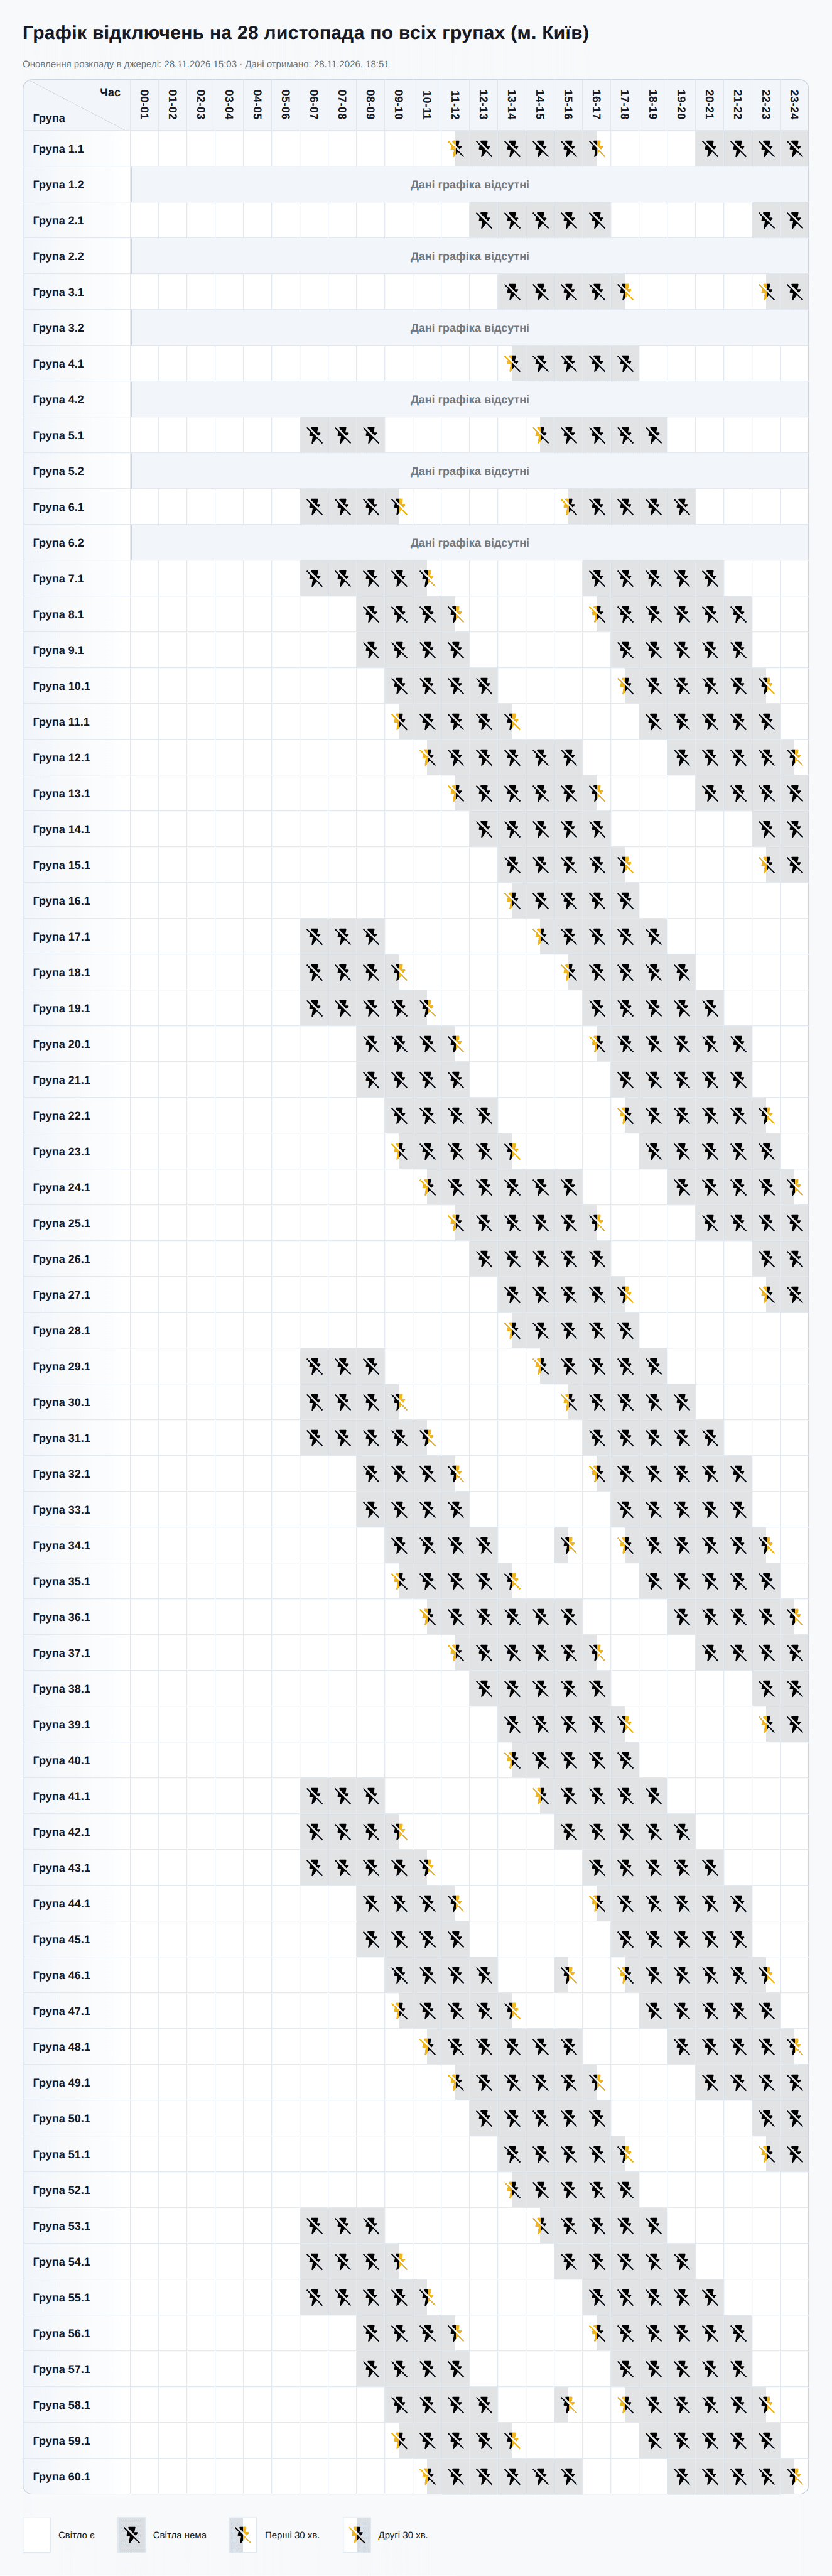 Графік відключень на 28 листопада по всіх групах (м. Київ)
Оновлення розкладу в джерелі: 28.11.2026 15:03 · Дані отримано: 28.11.2026, 18:51
Час
Група
00-01 01-02 02-03 03-04 04-05 05-06 06-07 07-08 08-09 09-10 10-11 11-12 12-13 13-14 14-15 15-16 16-17 17-18 18-19 19-20 20-21 21-22 22-23 23-24
Група 1.1
Група 1.2 Дані графіка відсутні
Група 2.1
Група 2.2 Дані графіка відсутні
Група 3.1
Група 3.2 Дані графіка відсутні
Група 4.1
Група 4.2 Дані графіка відсутні
Група 5.1
Група 5.2 Дані графіка відсутні
Група 6.1
Група 6.2 Дані графіка відсутні
Група 7.1
Група 8.1
Група 9.1
Група 10.1
Група 11.1
Група 12.1
Група 13.1
Група 14.1
Група 15.1
Група 16.1
Група 17.1
Група 18.1
Група 19.1
Група 20.1
Група 21.1
Група 22.1
Група 23.1
Група 24.1
Група 25.1
Група 26.1
Група 27.1
Група 28.1
Група 29.1
Група 30.1
Група 31.1
Група 32.1
Група 33.1
Група 34.1
Група 35.1
Група 36.1
Група 37.1
Група 38.1
Група 39.1
Група 40.1
Група 41.1
Група 42.1
Група 43.1
Група 44.1
Група 45.1
Група 46.1
Група 47.1
Група 48.1
Група 49.1
Група 50.1
Група 51.1
Група 52.1
Група 53.1
Група 54.1
Група 55.1
Група 56.1
Група 57.1
Група 58.1
Група 59.1
Група 60.1
Світло є Світла нема Перші 30 хв. Другі 30 хв.